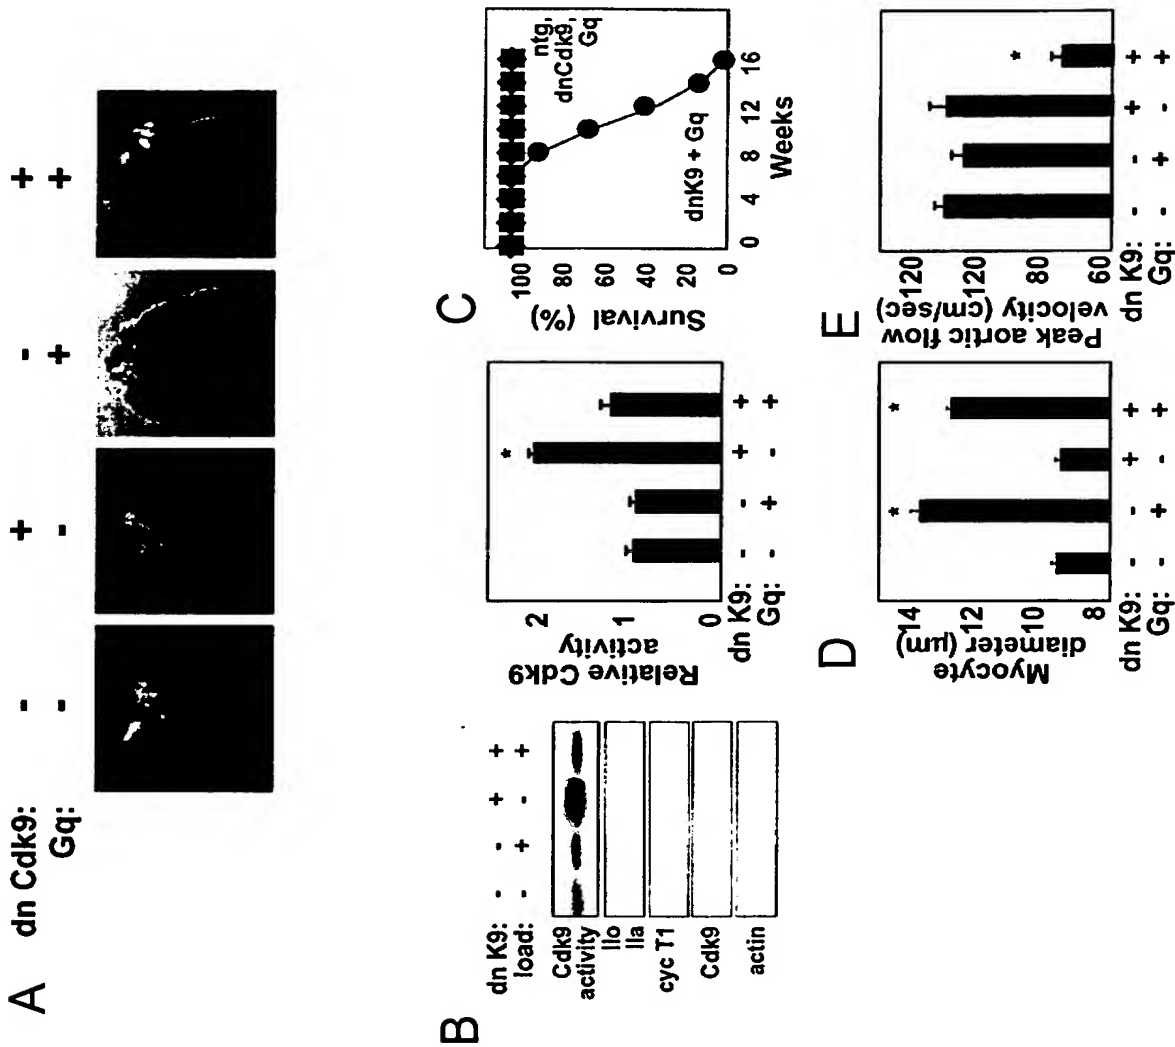 A
dn Cdk9: - + - +
Gq: - - + +
B
dn K9: - - + +
load: - + - +
Cdk9
activity
IIo
IIa
cyc T1
Cdk9
actin
Relative Cdk9
activity
2
1
0
*
dn K9: - - + +
Gq: - + - +
C
Survival (%)
100
80
60
40
20
0
ntg,
dnCdk9,
Gq
dnK9 + Gq
0 4 8 12 16
Weeks
D
Myocyte
diameter (µm)
14
12
10
8
* *
dn K9: - - + +
Gq: - + - +
E
Peak aortic flow
velocity (cm/sec)
120
120
80
60
*
dn K9: - - + +
Gq: - + - +